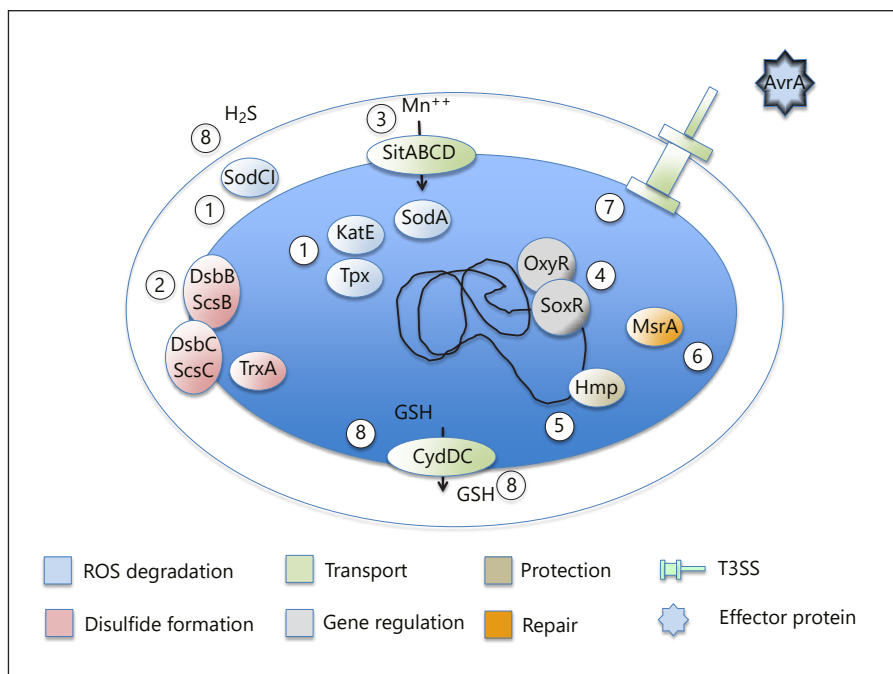 AvrA
H₂S
Mn⁺⁺
8
3
SitABCD
SodCI
1
7
SodA
KatE
1
Tpx
OxyR
4
SoxR
2
DsbB
ScsB
MsrA
6
DsbC
ScsC
TrxA
Hmp
5
GSH
8
CydDC
GSH
8
ROS degradation
Transport
Protection
T3SS
Disulfide formation
Gene regulation
Repair
Effector protein